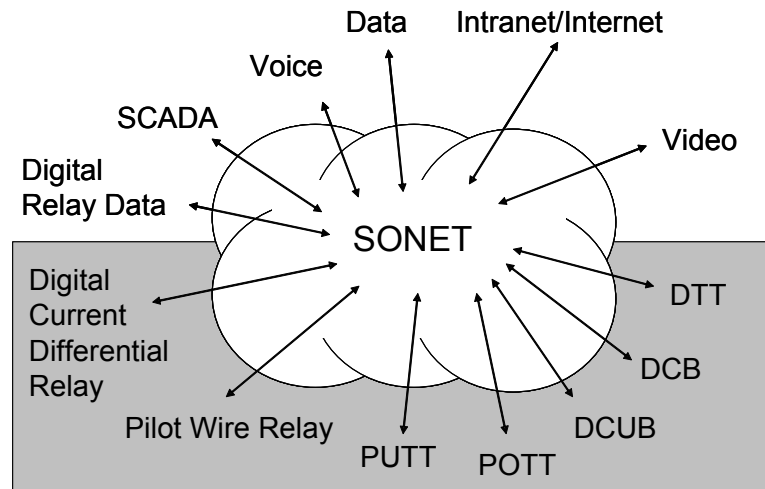 Data
Intranet/Internet
Voice
SCADA
Video
Digital
Relay Data
SONET
Digital
Current
Differential
Relay
DTT
DCB
Pilot Wire Relay
DCUB
PUTT
POTT